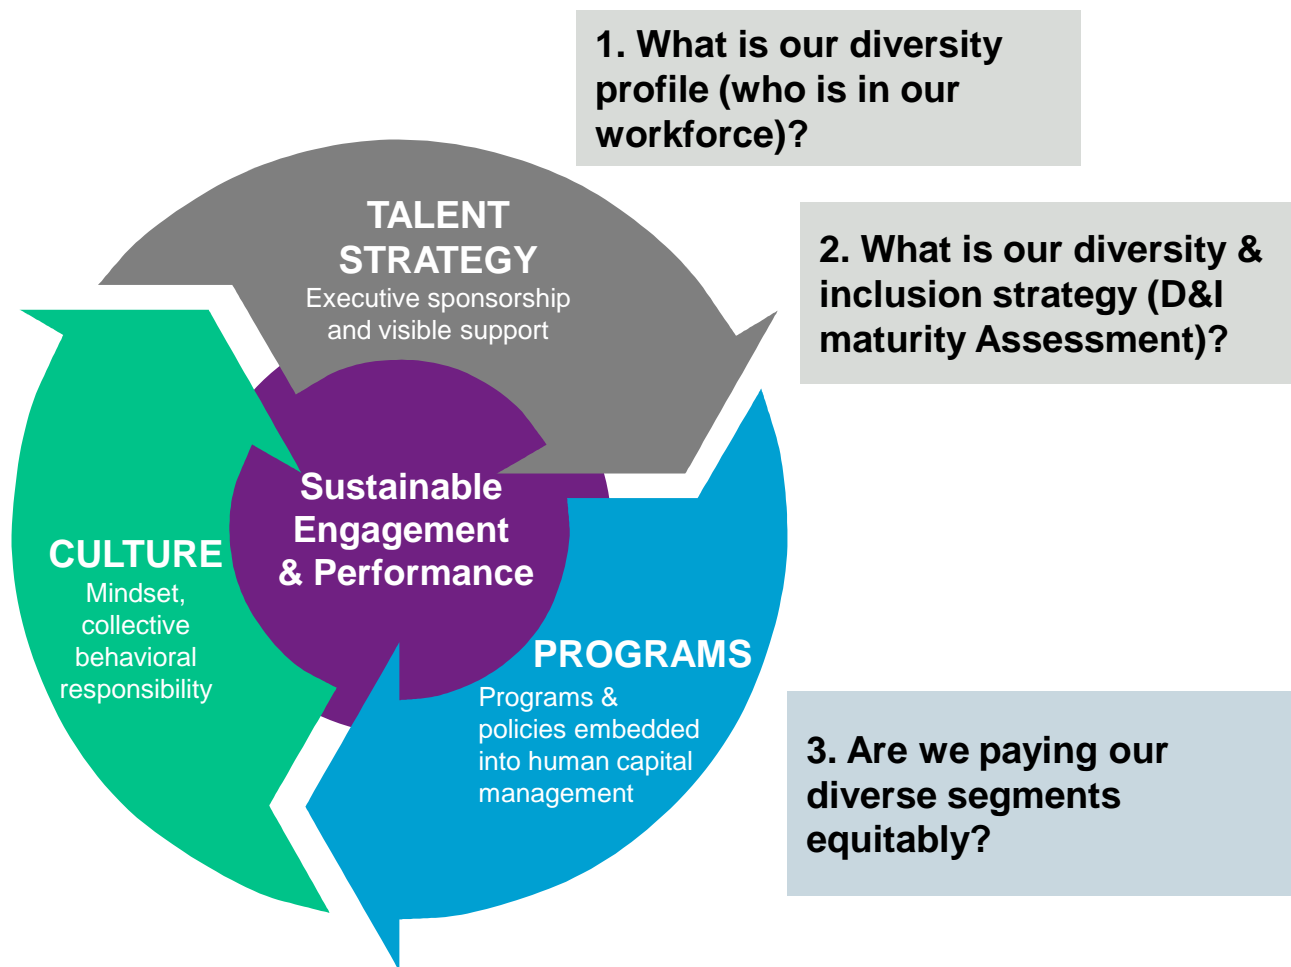 1. What is our diversity
profile (who is in our
workforce)?
TALENT
STRATEGY
Executive sponsorship
and visible support
2. What is our diversity &
inclusion strategy (D&I
maturity Assessment)?
Sustainable
Engagement
& Performance
CULTURE
Mindset,
collective
behavioral
responsibility
PROGRAMS
Programs &
policies embedded
into human capital
management
3. Are we paying our
diverse segments
equitably?